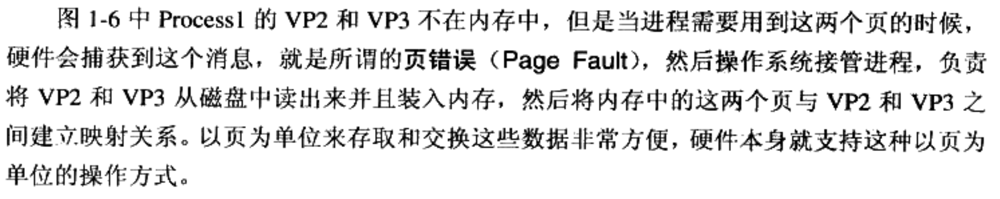 图 1-6 中 Process1 的 VP2 和 VP3 不在内存中，但是当进程需要用到这两个页的时候，
硬件会捕获到这个消息，就是所谓的页错误（Page Fault），然后操作系统接管进程，负责
将 VP2 和 VP3 从磁盘中读出来并且装入内存，然后将内存中的这两个页与 VP2 和 VP3 之
间建立映射关系。以页为单位来存取和交换这些数据非常方便，硬件本身就支持这种以页为
单位的操作方式。